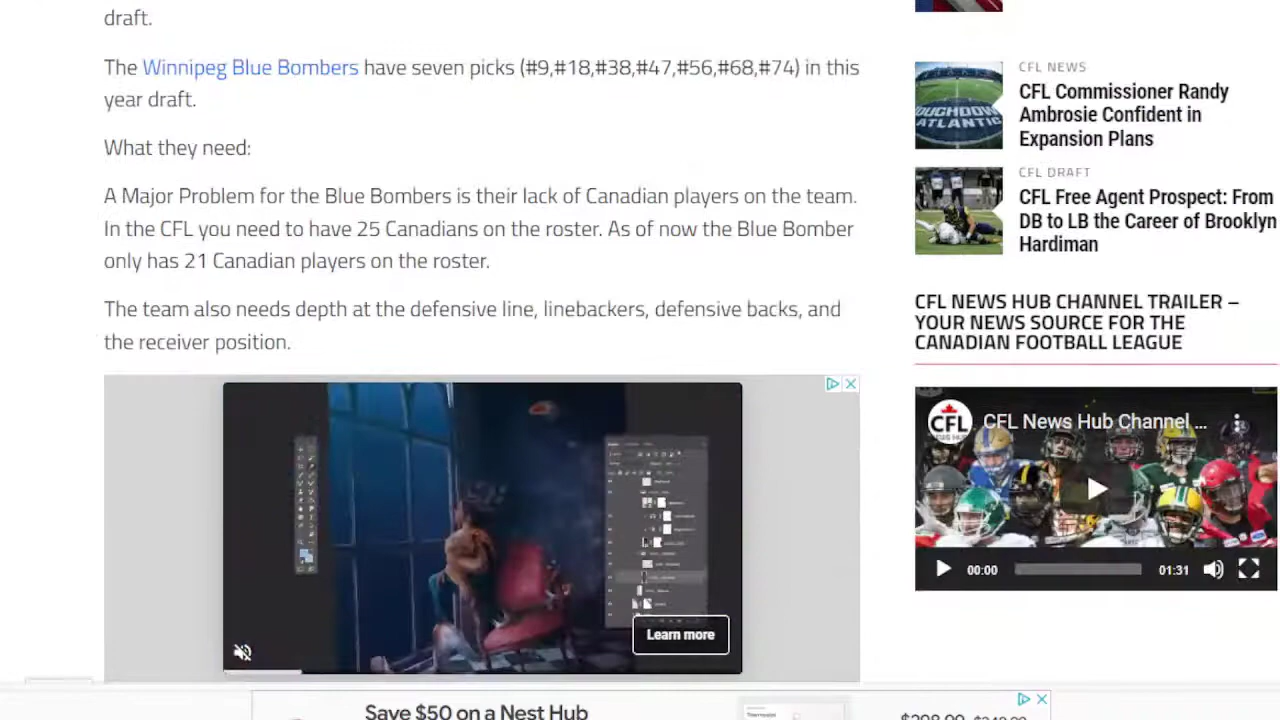 draft.
The Winnipeg Blue Bombers have seven picks (#9,#18,#38,#47,#56,#68,#74) in this
year draft.
What they need:
A Major Problem for the Blue Bombers is their lack of Canadian players on the team.
In the CFL you need to have 25 Canadians on the roster. As of now the Blue Bomber
only has 21 Canadian players on the roster.
The team also needs depth at the defensive line, linebackers, defensive backs, and
the receiver position.
Learn more
CFL NEWS
CFL Commissioner Randy
Ambrosie Confident in
Expansion Plans
TOUCHDOWN
ATLANTIC
CFL DRAFT
CFL Free Agent Prospect: From
DB to LB the Career of Brooklyn
Hardiman
CFL NEWS HUB CHANNEL TRAILER –
YOUR NEWS SOURCE FOR THE
CANADIAN FOOTBALL LEAGUE
CFL
NEWS HUB
CFL News Hub Channel ...
00:00
01:31
Save $50 on a Nest Hub
Thermostat